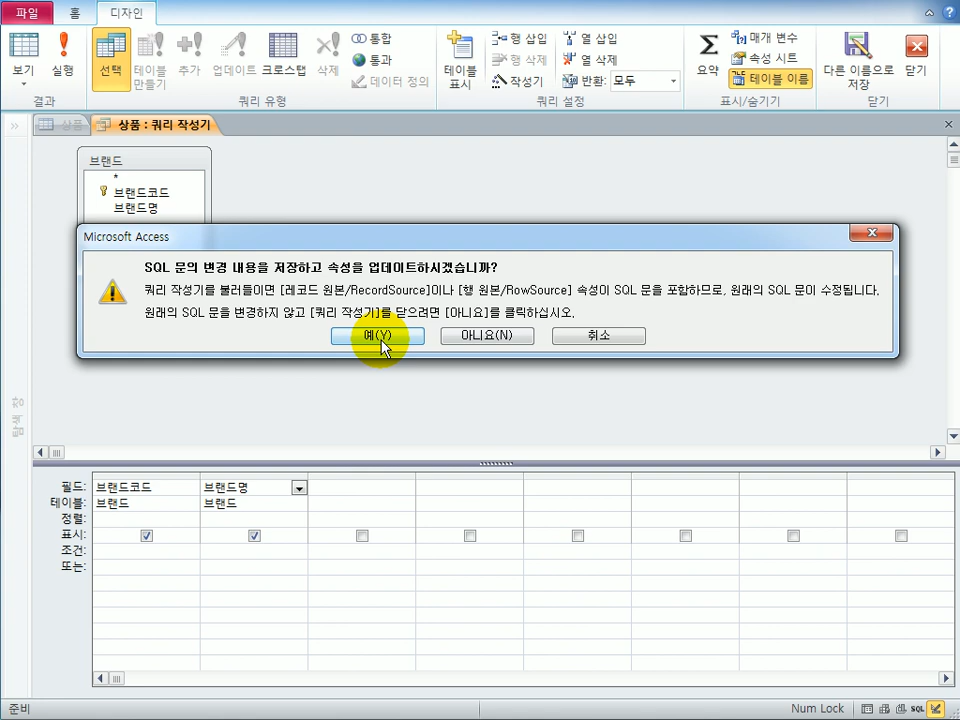 파일 홈 디자인
보기 실행 선택 테이블 만들기 추가 업데이트 크로스탭 삭제
통합
통과
데이터 정의
테이블 표시
행 삽입
행 삭제
작성기
열 삽입
열 삭제
반환: 모두
요약
매개 변수
속성 시트
테이블 이름
다른 이름으로 저장
닫기
결과 쿼리 유형 쿼리 설정 표시/숨기기 닫기
상품 상품 : 쿼리 작성기
브랜드
*
브랜드코드
브랜드명
Microsoft Access
SQL 문의 변경 내용을 저장하고 속성을 업데이트하시겠습니까?
쿼리 작성기를 불러들이면 [레코드 원본/RecordSource]이나 [행 원본/RowSource] 속성이 SQL 문을 포함하므로, 원래의 SQL 문이 수정됩니다.
원래의 SQL 문을 변경하지 않고 [쿼리 작성기]를 닫으려면 [아니요]를 클릭하십시오.
예(Y) 아니요(N) 취소
탐색 창
필드: 브랜드코드 브랜드명
테이블: 브랜드 브랜드
정렬:
표시:
조건:
또는:
준비 Num Lock SQL